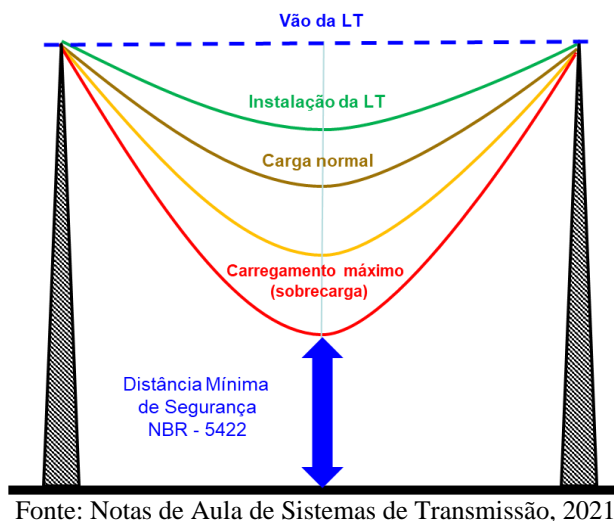 Vão da LT
Instalação da LT
Carga normal
Carregamento máximo
(sobrecarga)
Distância Mínima
de Segurança
NBR - 5422
Fonte: Notas de Aula de Sistemas de Transmissão, 2021